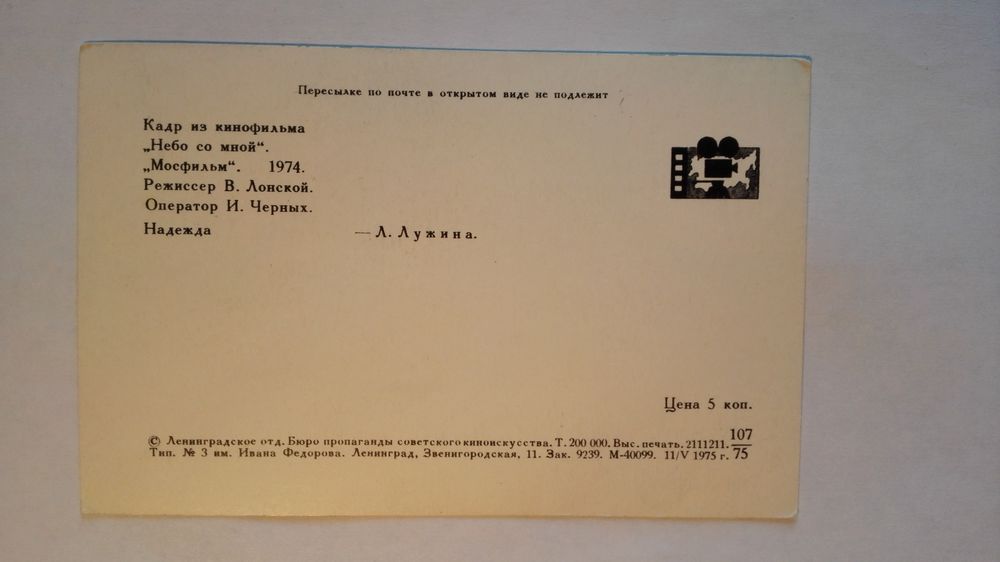 Пересылке по почте в открытом виде не подлежит
Кадр из кинофильма
„Небо со мной“.
„Мосфильм“. 1974.
Режиссер В. Лонской.
Оператор И. Черных.
Надежда — Л. Лужина.
Цена 5 коп.
© Ленинградское отд. Бюро пропаганды советского киноискусства. Т. 200 000. Выс. печать. 2111211. 107
Тип. № 3 им. Ивана Федорова. Ленинград, Звенигородская, 11. Зак. 9239. М-40099. 11/V 1975 г. 75